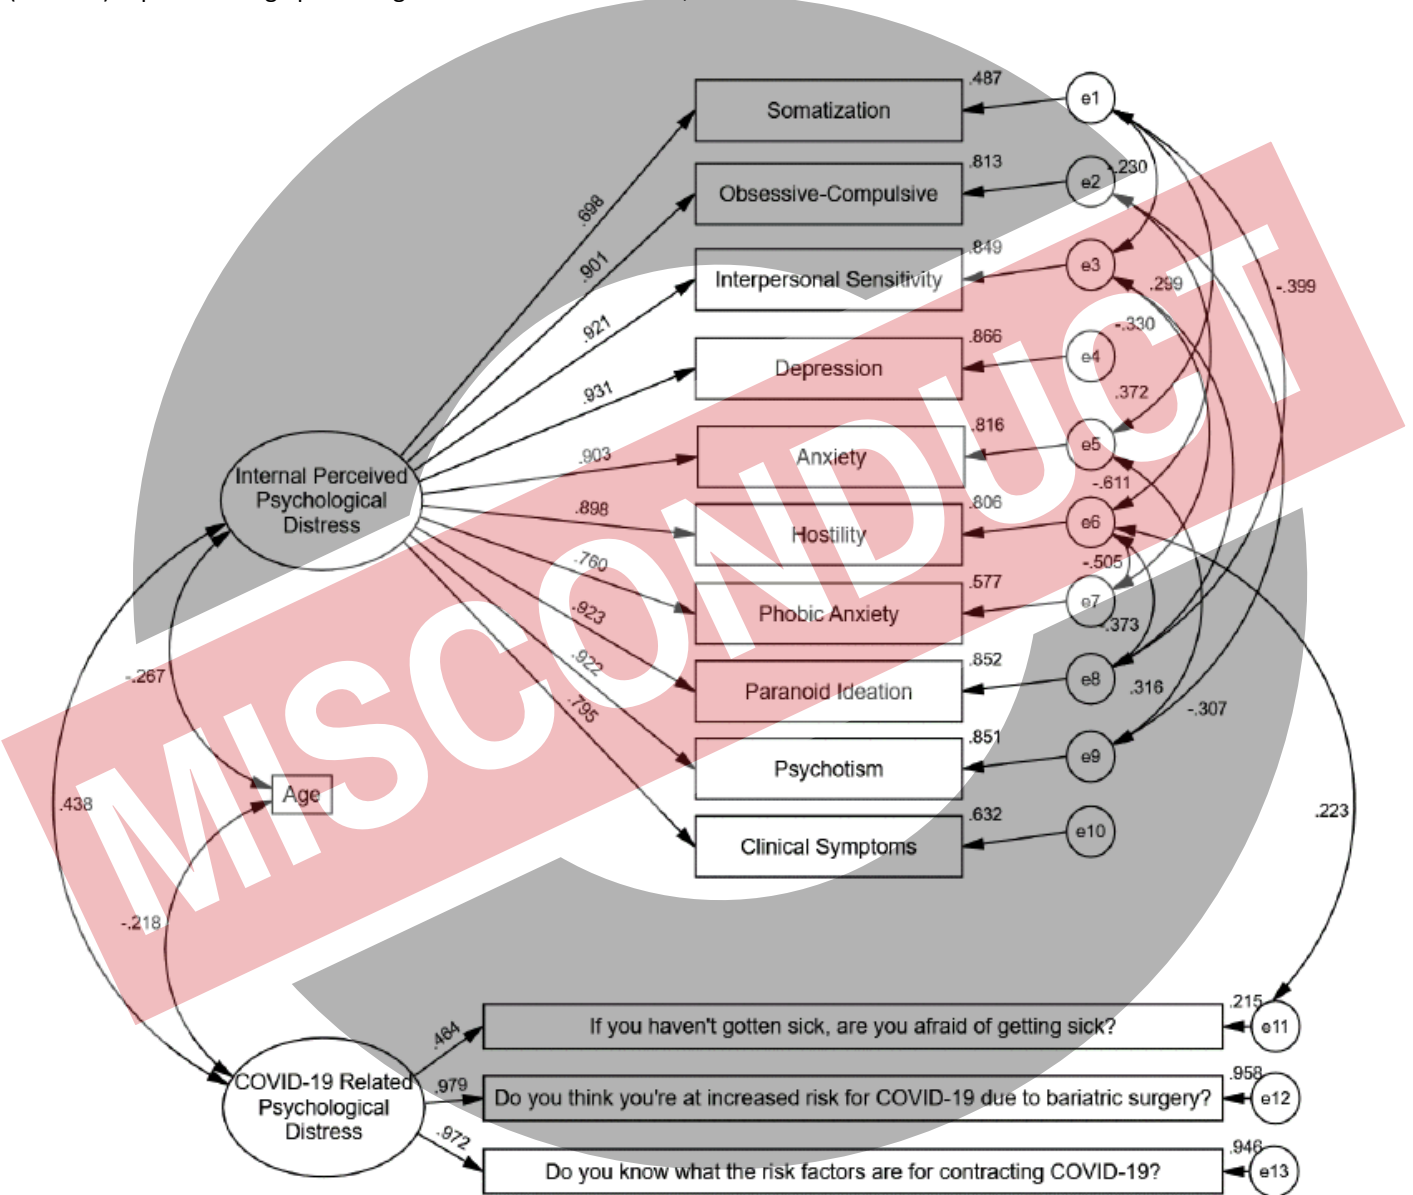 .487
Somatization
e1
.813
Obsessive-Compulsive
e2
-.230
.698
.849
Interpersonal Sensitivity
e3
.901
.299
-.399
.921
-.330
.866
Depression
e4
.931
.372
.816
Anxiety
e5
.903
Internal Perceived
Psychological
Distress
-.611
.806
Hostility
e6
.898
-.505
.760
.577
Phobic Anxiety
e7
.373
.923
.852
Paranoid Ideation
e8
.922
.316
-.307
.795
-.267
.851
Psychotism
e9
Age
.438
.632
Clinical Symptoms
e10
.223
-.218
MISCONDUCT
.215
If you haven't gotten sick, are you afraid of getting sick?
e11
.464
COVID-19 Related
Psychological
Distress
.979
.958
Do you think you're at increased risk for COVID-19 due to bariatric surgery?
e12
.972
.946
Do you know what the risk factors are for contracting COVID-19?
e13